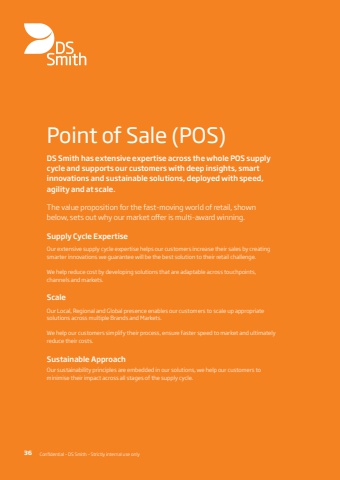 DS
Smith
Point of Sale (POS)
DS Smith has extensive expertise across the whole POS supply
cycle and supports our customers with deep insights, smart
innovations and sustainable solutions, deployed with speed,
agility and at scale.
The value proposition for the fast-moving world of retail, shown
below, sets out why our market offer is multi-award winning.
Supply Cycle Expertise
Our extensive supply cycle expertise helps our customers increase their sales by creating
smarter innovations we guarantee will be the best solution to their retail challenge.
We help reduce cost by developing solutions that are adaptable across touchpoints,
channels and markets.
Scale
Our Local, Regional and Global presence enables our customers to scale up appropriate
solutions across multiple Brands and Markets.
We help our customers simplify their process, ensure faster speed to market and ultimately
reduce their costs.
Sustainable Approach
Our sustainability principles are embedded in our solutions, we help our customers to
minimise their impact across all stages of the supply cycle.
36 Confidential - DS Smith - Strictly internal use only